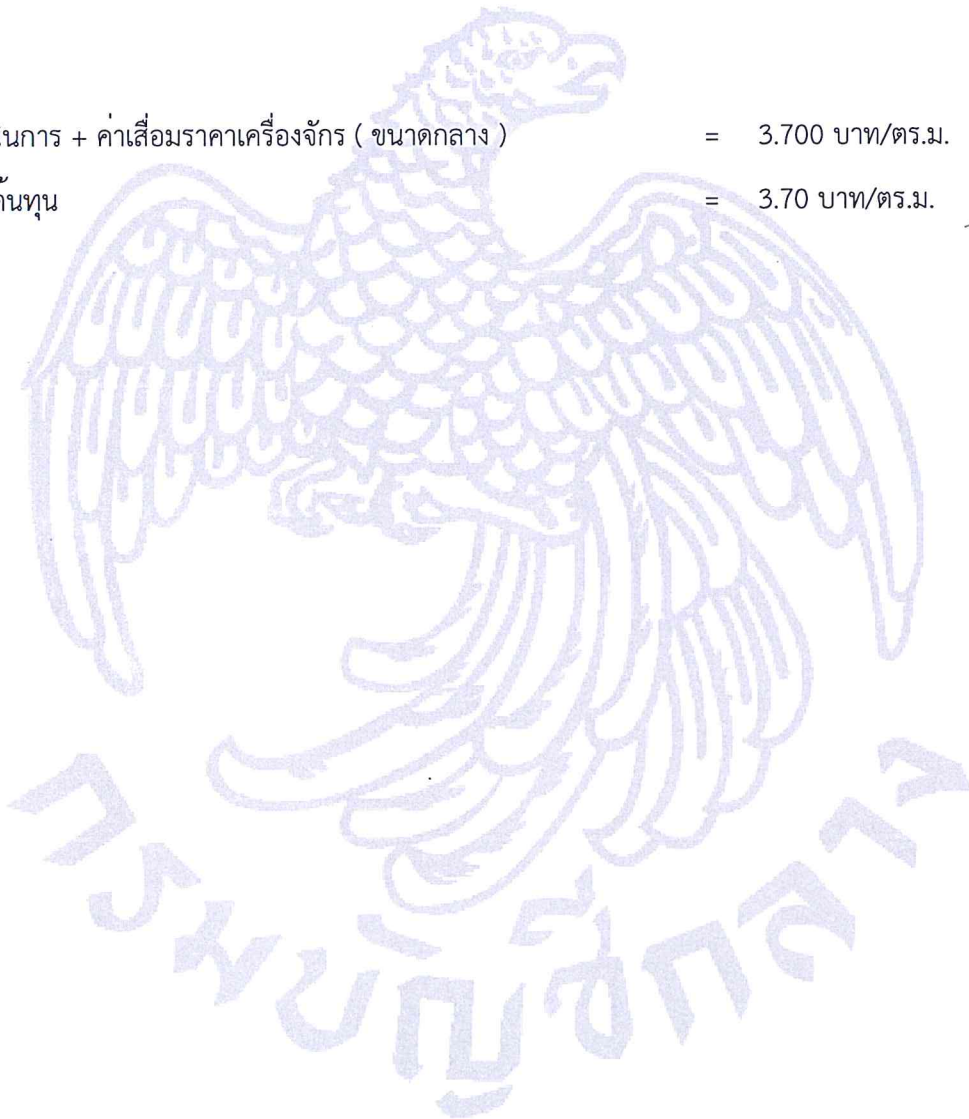 นินการ + ค่าเสื่อมราคาเครื่องจักร ( ขนาดกลาง ) = 3.700 บาท/ตร.ม.
ต้นทุน = 3.70 บาท/ตร.ม.
กรมบัญชีกลาง